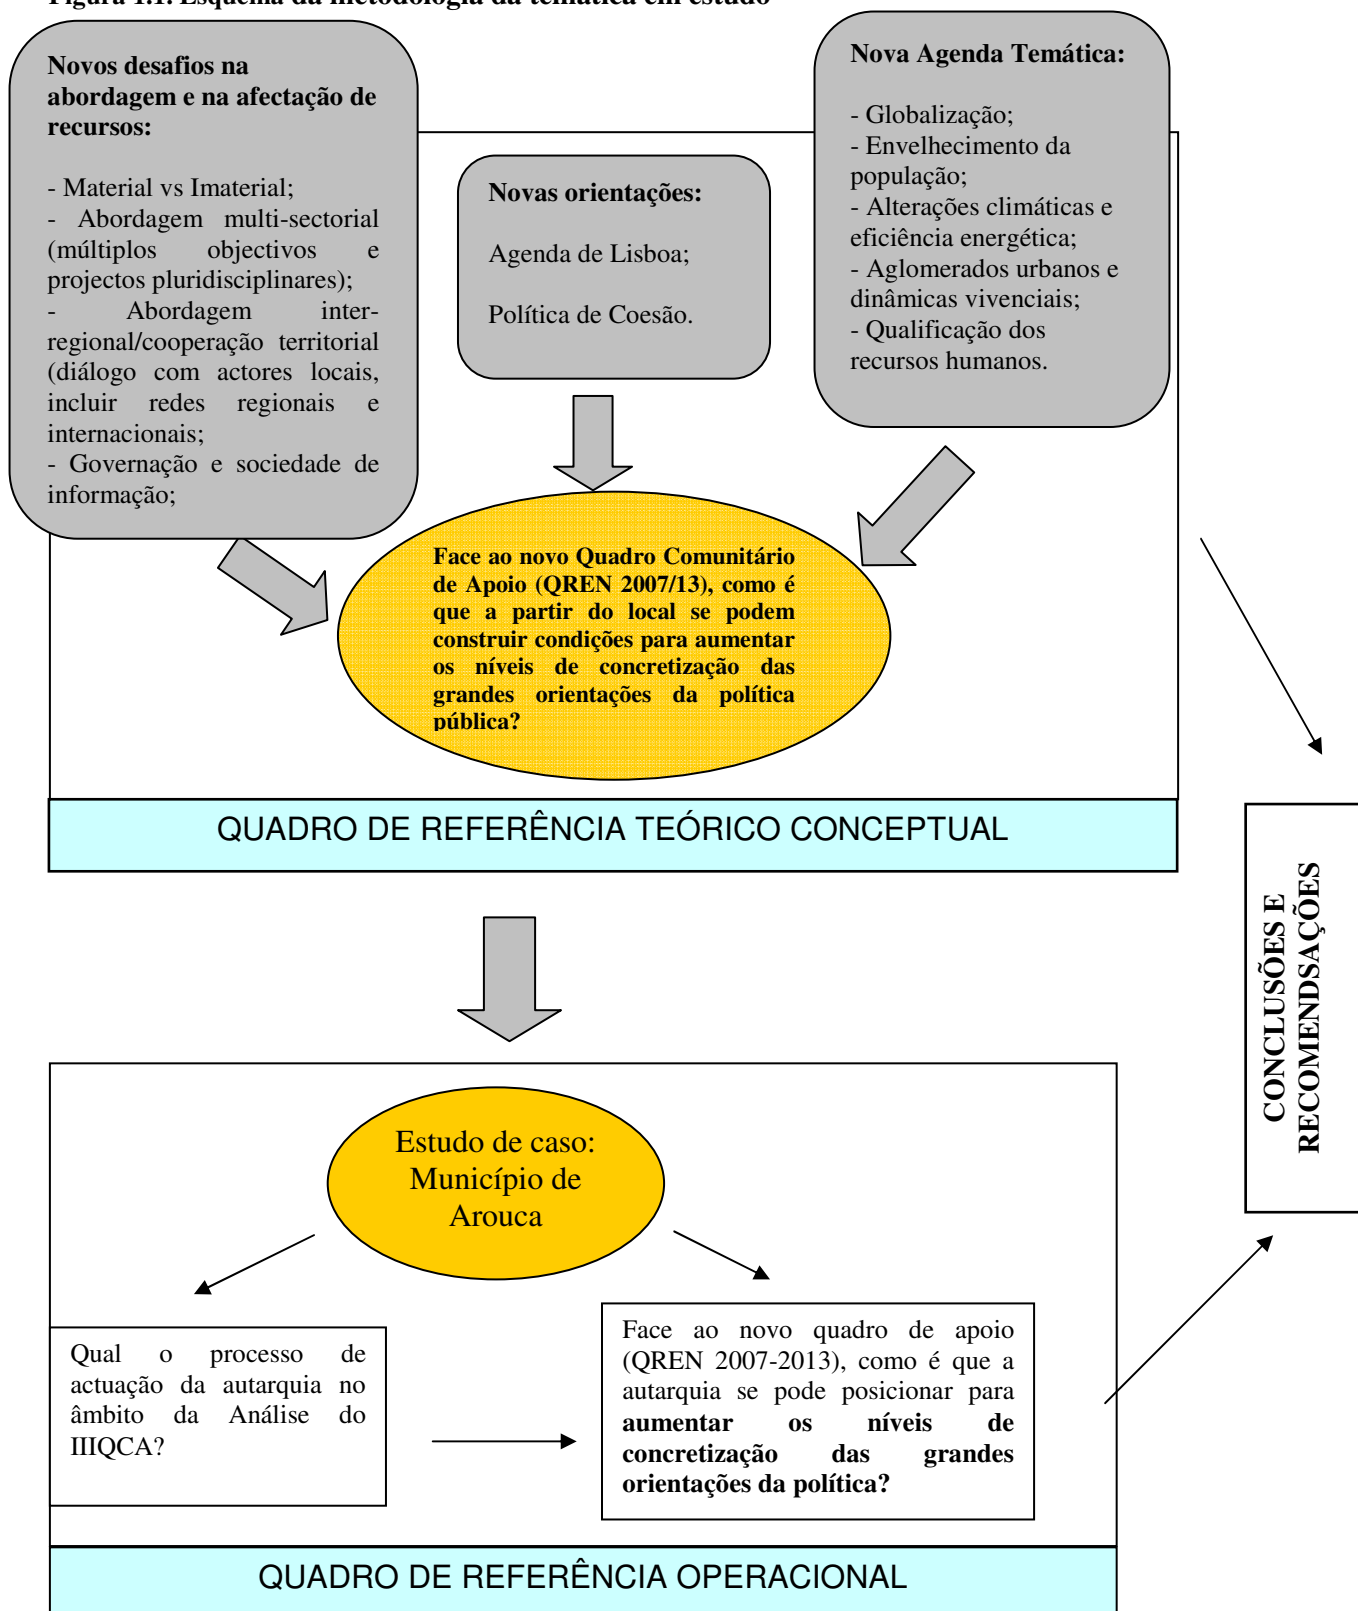 Figura 1.1. Esquema da metodologia da temática em estudo
Novos desafios na
abordagem e na afectação de
recursos:
- Material vs Imaterial;
- Abordagem multi-sectorial
(múltiplos objectivos e
projectos pluridisciplinares);
- Abordagem inter-
regional/cooperação territorial
(diálogo com actores locais,
incluir redes regionais e
internacionais;
- Governação e sociedade de
informação;
Novas orientações:
Agenda de Lisboa;
Política de Coesão.
Nova Agenda Temática:
- Globalização;
- Envelhecimento da
população;
- Alterações climáticas e
eficiência energética;
- Aglomerados urbanos e
dinâmicas vivenciais;
- Qualificação dos
recursos humanos.
Face ao novo Quadro Comunitário
de Apoio (QREN 2007/13), como é
que a partir do local se podem
construir condições para aumentar
os níveis de concretização das
grandes orientações da política
pública?
QUADRO DE REFERÊNCIA TEÓRICO CONCEPTUAL
CONCLUSÕES E
RECOMENDSAÇÕES
Estudo de caso:
Município de
Arouca
Qual o processo de
actuação da autarquia no
âmbito da Análise do
IIIQCA?
Face ao novo quadro de apoio
(QREN 2007-2013), como é que a
autarquia se pode posicionar para
aumentar os níveis de
concretização das grandes
orientações da política?
QUADRO DE REFERÊNCIA OPERACIONAL